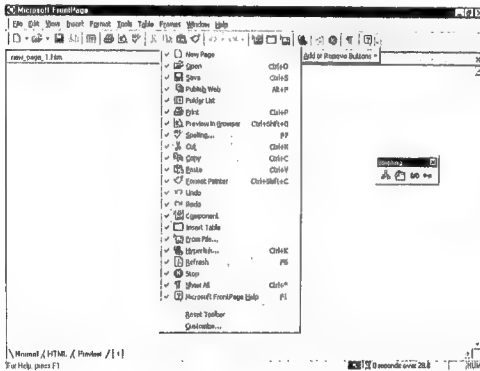 Microsoft FrontPage
File Edit View Insert Format Tools Table Frames Window Help
new_page_1.htm
Add or Remove Buttons
New Page
Open Ctrl+O
Save Ctrl+S
Publish Web Alt+P
Folder List
Print Ctrl+P
Preview in Browser Ctrl+Shift+B
Spelling... F7
Cut Ctrl+X
Copy Ctrl+C
Paste Ctrl+V
Format Painter Ctrl+Shift+C
Undo
Redo
Component
Insert Table
From File...
Hyperlink... Ctrl+K
Refresh F5
Stop
Show All Ctrl+*
Microsoft FrontPage Help F1
Reset Toolbar
Customize...
Normal HTML Preview
For Help, press F1
0 seconds over 28.8
NUM